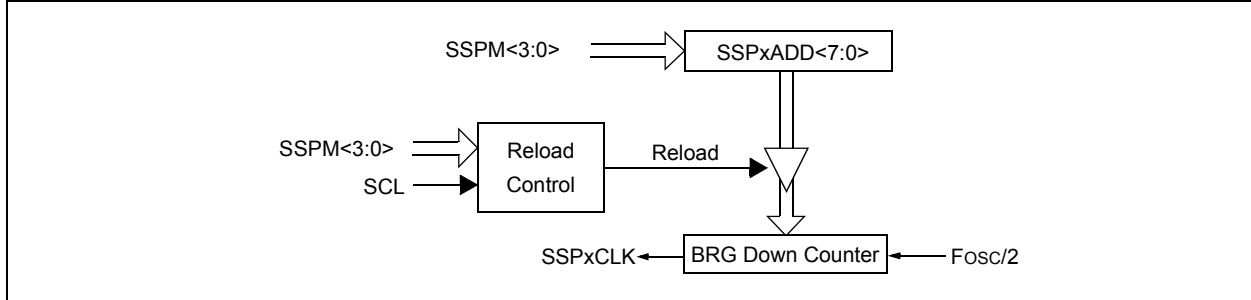 SSPM<3:0>
SSPxADD<7:0>
SSPM<3:0>
SCL
Reload
Control
Reload
SSPxCLK
BRG Down Counter
Fosc/2